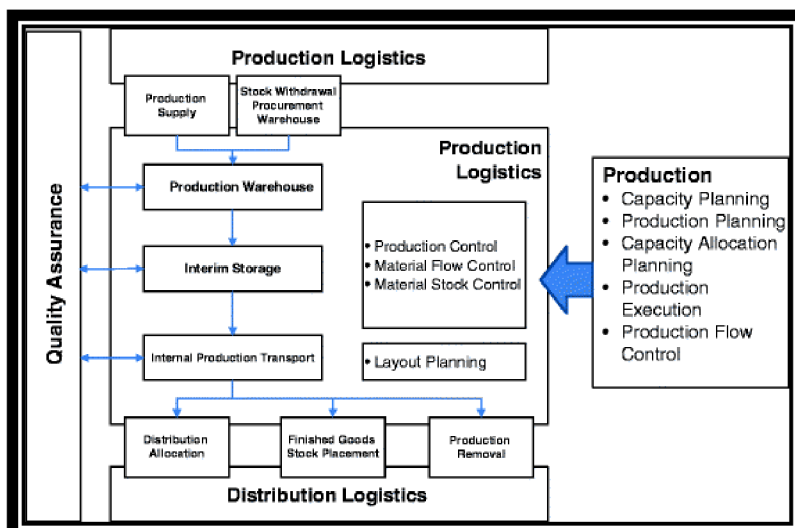 Production Logistics
Production
Supply
Stock Withdrawal
Procurement
Warehouse
Production
Logistics
Production Warehouse
Interim Storage
Internal Production Transport
• Production Control
• Material Flow Control
• Material Stock Control
• Layout Planning
Production
• Capacity Planning
• Production Planning
• Capacity Allocation
Planning
• Production
Execution
• Production Flow
Control
Quality Assurance
Distribution
Allocation
Finished Goods
Stock Placement
Production
Removal
Distribution Logistics